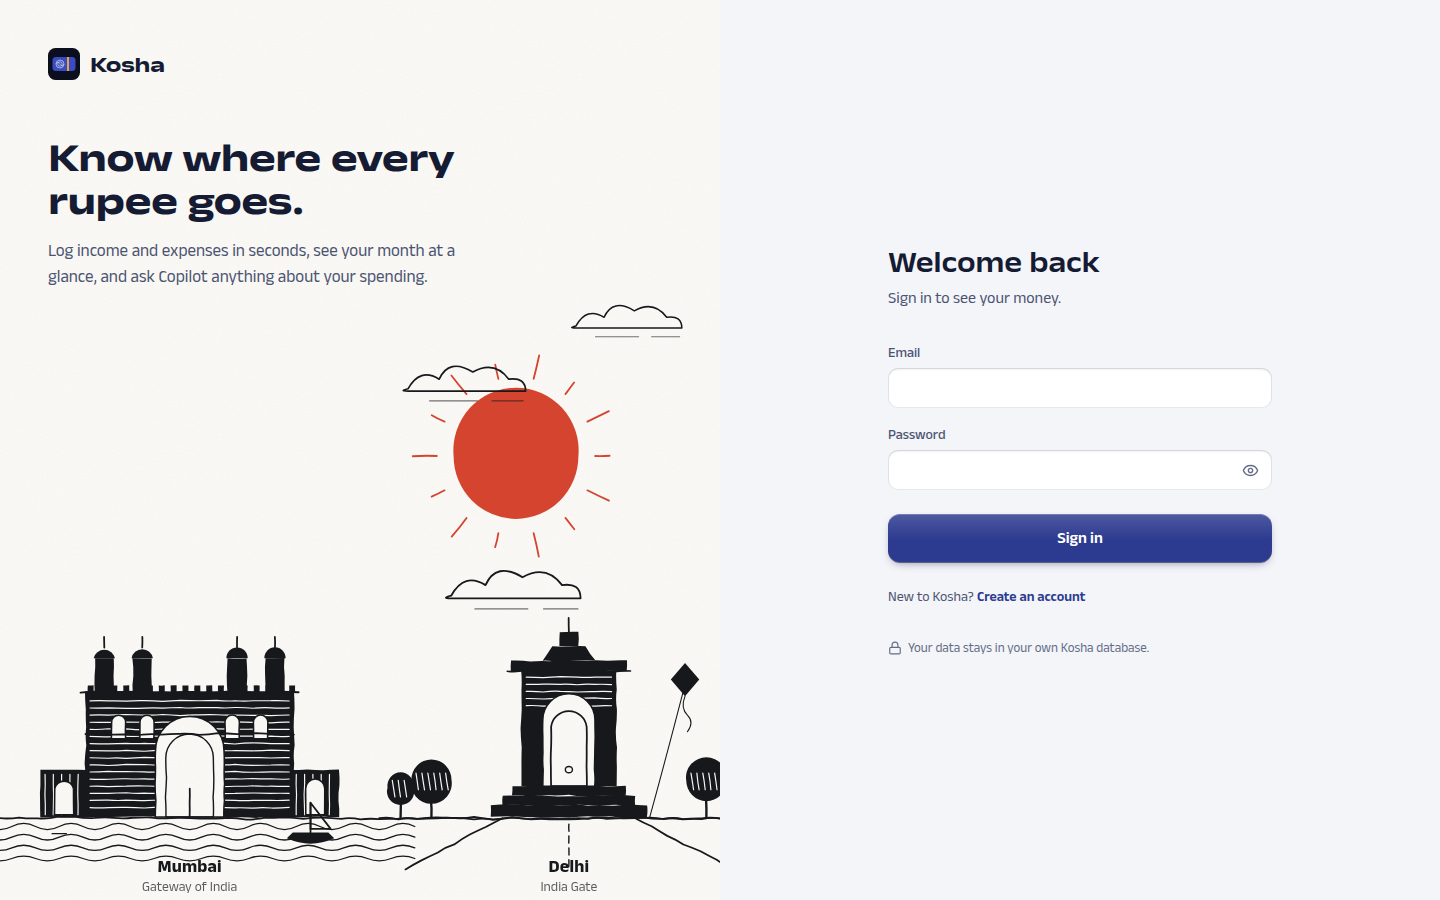 Kosha
Know where every
rupee goes.
Log income and expenses in seconds, see your month at a
glance, and ask Copilot anything about your spending.
Mumbai
Gateway of India
Delhi
India Gate
Welcome back
Sign in to see your money.
Email
Password
Sign in
New to Kosha? Create an account
Your data stays in your own Kosha database.